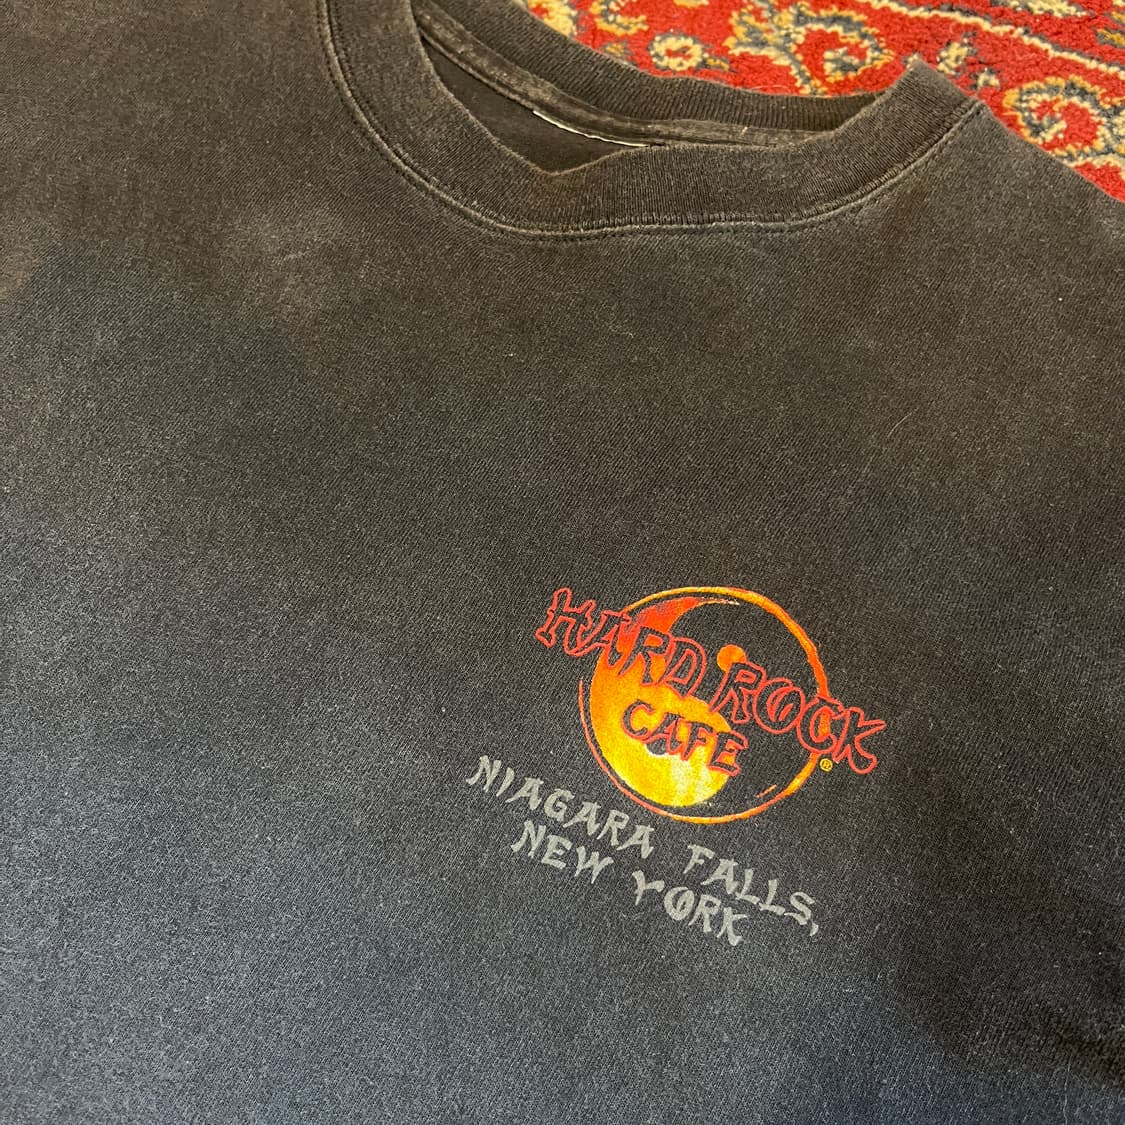 HARD ROCK
CAFE
®
NIAGARA FALLS,
NEW YORK